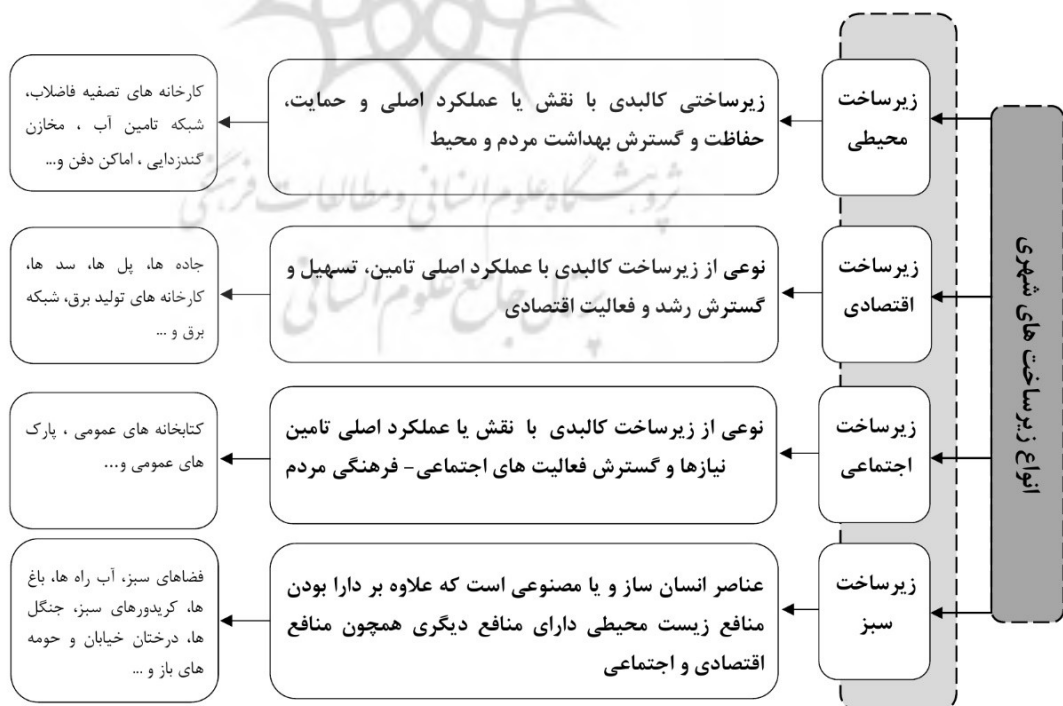 انواع زیرساخت های شهری
زیرساخت
محیطی
زیرساختی کالبدی با نقش یا عملکرد اصلی و حمایت،
حفاظت و گسترش بهداشت مردم و محیط
کارخانه های تصفیه فاضلاب،
شبکه تامین آب ، مخازن
گندزدایی ، اماکن دفن و...
زیرساخت
اقتصادی
نوعی از زیرساخت کالبدی با عملکرد اصلی تامین، تسهیل و
گسترش رشد و فعالیت اقتصادی
جاده ها، پل ها، سد ها،
کارخانه های تولید برق، شبکه
برق و ...
زیرساخت
اجتماعی
نوعی از زیرساخت کالبدی با نقش یا عملکرد اصلی تامین
نیازها و گسترش فعالیت های اجتماعی- فرهنگی مردم
کتابخانه های عمومی ، پارک
های عمومی و...
زیرساخت
سبز
عناصر انسان ساز و یا مصنوعی است که علاوه بر دارا بودن
منافع زیست محیطی دارای منافع دیگری همچون منافع
اقتصادی و اجتماعی
فضاهای سبز، آب راه ها، باغ
ها، کریدورهای سبز، جنگل
ها، درختان خیابان و حومه
های باز و ...
پژوهشگاه علوم انسانی و مطالعات فرهنگی
پرتال جامع علوم انسانی